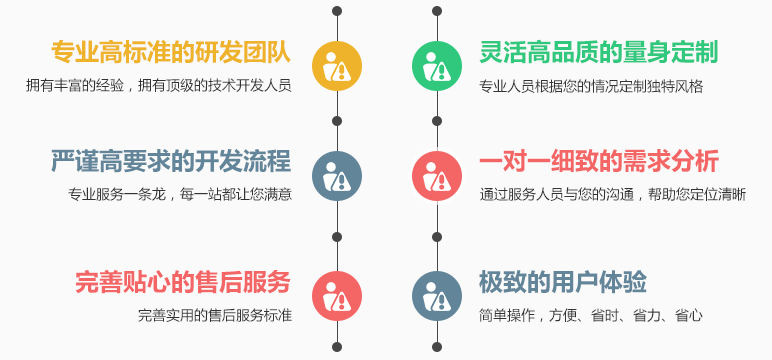 专业高标准的研发团队
拥有丰富的经验，拥有顶级的技术开发人员
灵活高品质的量身定制
专业人员根据您的情况定制独特风格
严谨高要求的开发流程
专业服务一条龙，每一站都让您满意
一对一细致的需求分析
通过服务人员与您的沟通，帮助您定位清晰
完善贴心的售后服务
完善实用的售后服务标准
极致的用户体验
简单操作，方便、省时、省力、省心